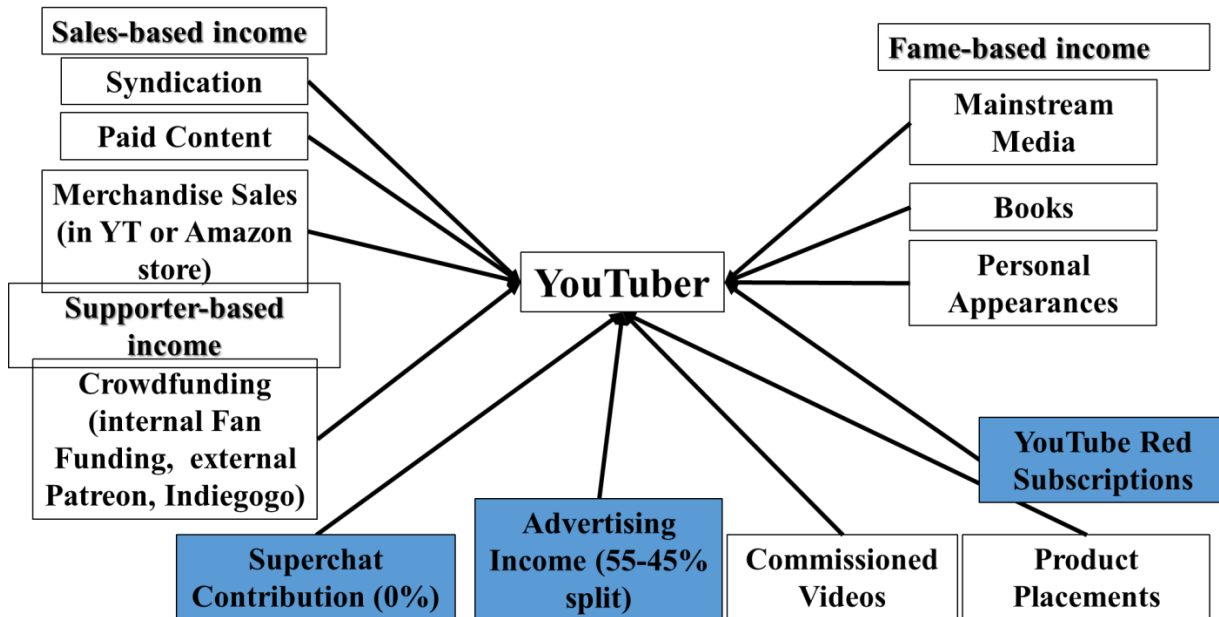 Sales-based income
Syndication
Paid Content
Merchandise Sales
(in YT or Amazon
store)
Supporter-based
income
Crowdfunding
(internal Fan
Funding,  external
Patreon, Indiegogo)
Superchat
Contribution (0%)
Advertising
Income (55-45%
split)
Commissioned
Videos
Product
Placements
YouTube Red
Subscriptions
YouTuber
Fame-based income
Mainstream
Media
Books
Personal
Appearances